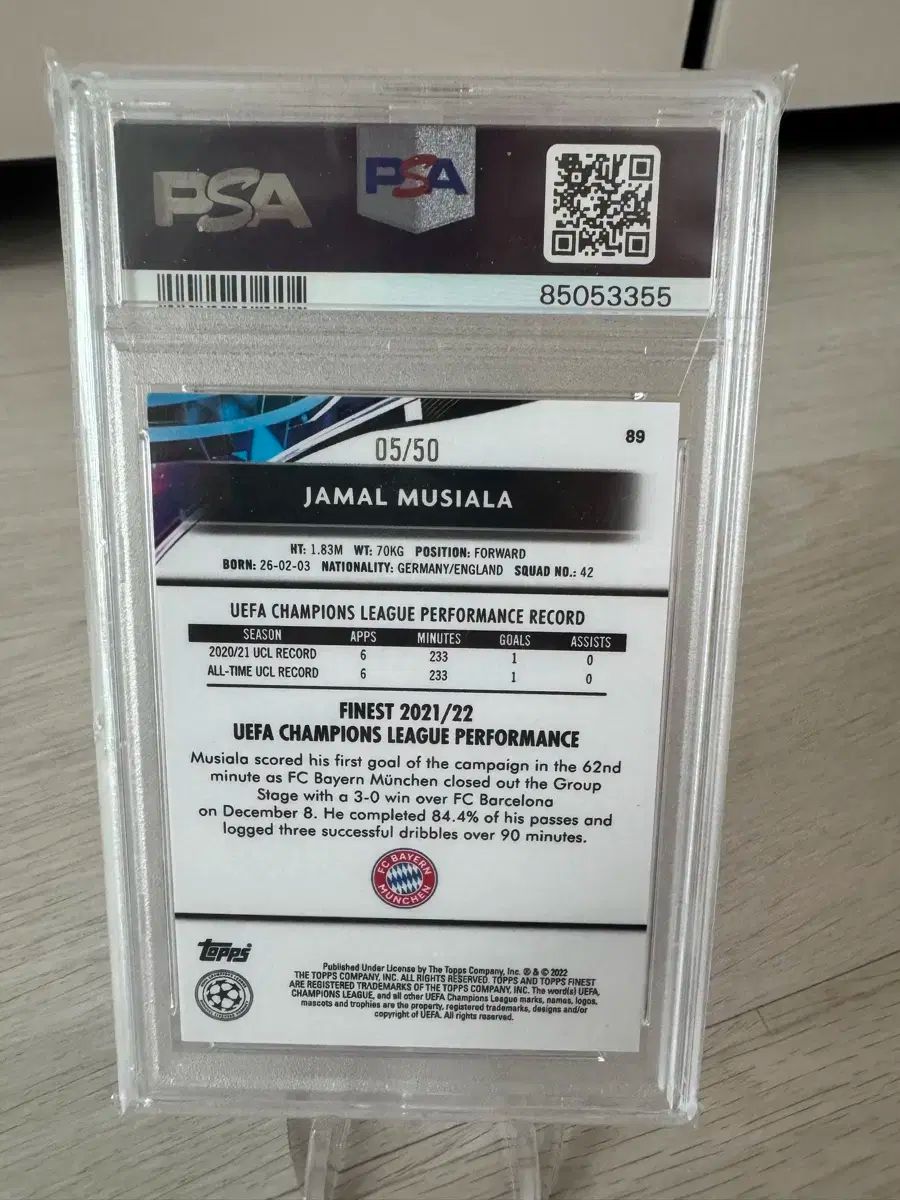 PSA
PSA
85053355
89
05/50
JAMAL MUSIALA
HT: 1.83M WT: 70KG POSITION: FORWARD
BORN: 26-02-03 NATIONALITY: GERMANY/ENGLAND SQUAD NO.: 42
UEFA CHAMPIONS LEAGUE PERFORMANCE RECORD
SEASON APPS MINUTES GOALS ASSISTS
2020/21 UCL RECORD 6 233 1 0
ALL-TIME UCL RECORD 6 233 1 0
FINEST 2021/22
UEFA CHAMPIONS LEAGUE PERFORMANCE
Musiala scored his first goal of the campaign in the 62nd
minute as FC Bayern München closed out the Group
Stage with a 3-0 win over FC Barcelona
on December 8. He completed 84.4% of his passes and
logged three successful dribbles over 90 minutes.
FC BAYERN
MÜNCHEN
topps
Published Under License by The Topps Company, Inc. ® & © 2022
THE TOPPS COMPANY, INC. ALL RIGHTS RESERVED. TOPPS AND TOPPS FINEST
ARE REGISTERED TRADEMARKS OF THE TOPPS COMPANY, INC. The word(s) UEFA,
CHAMPIONS LEAGUE, and all other UEFA Champions League marks, names, logos,
mascots and trophies are the property, registered trademarks, designs and/or
copyright of UEFA. All rights reserved.